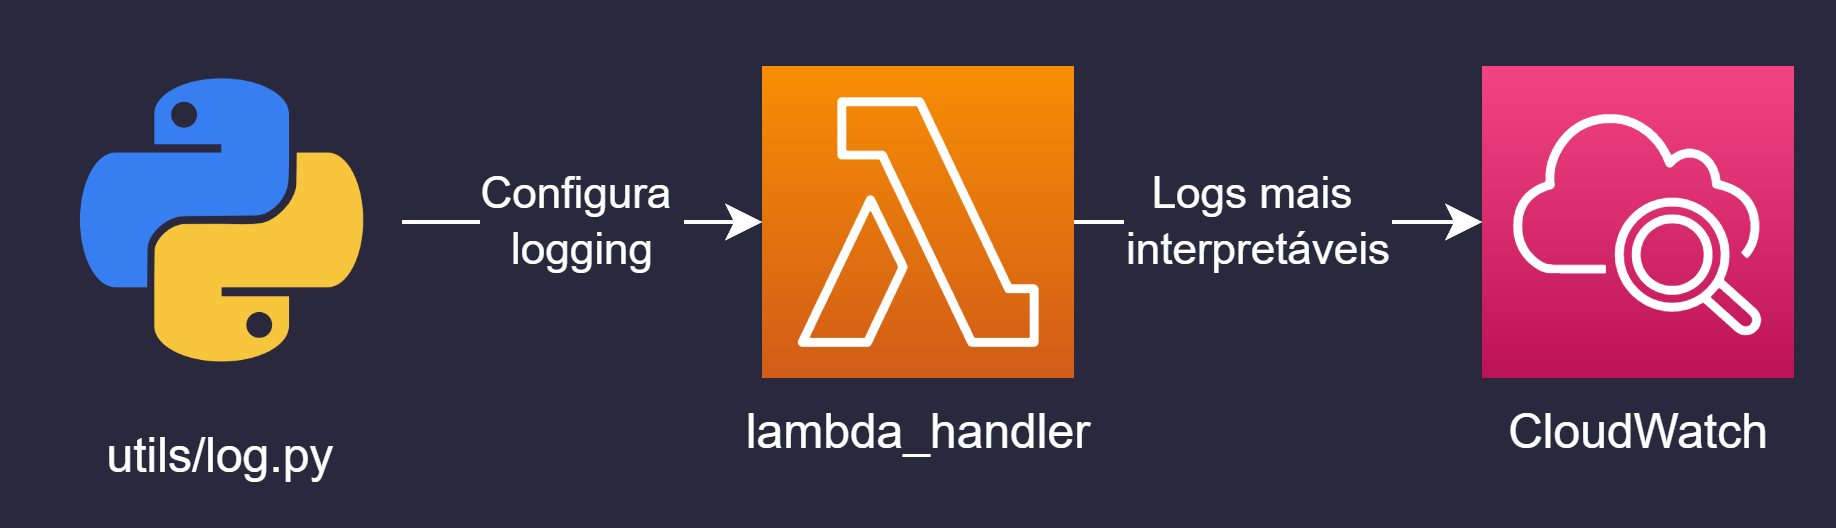 Configura
logging
Logs mais
interpretáveis
utils/log.py
lambda_handler
CloudWatch